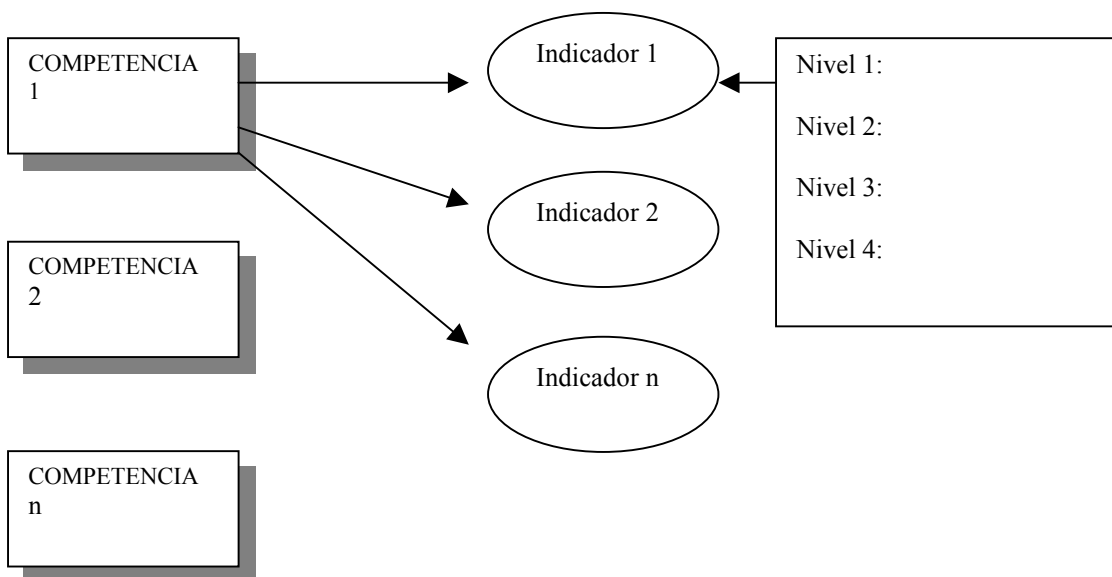 COMPETENCIA
1
COMPETENCIA
2
COMPETENCIA
n
Indicador 1
Indicador 2
Indicador n
Nivel 1:
Nivel 2:
Nivel 3:
Nivel 4: